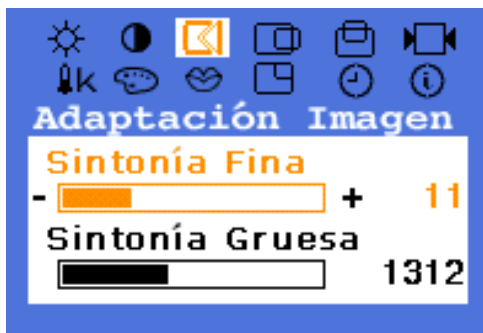 k
Adaptación Imagen
Sintonía Fina
- + 11
Sintonía Gruesa
1312